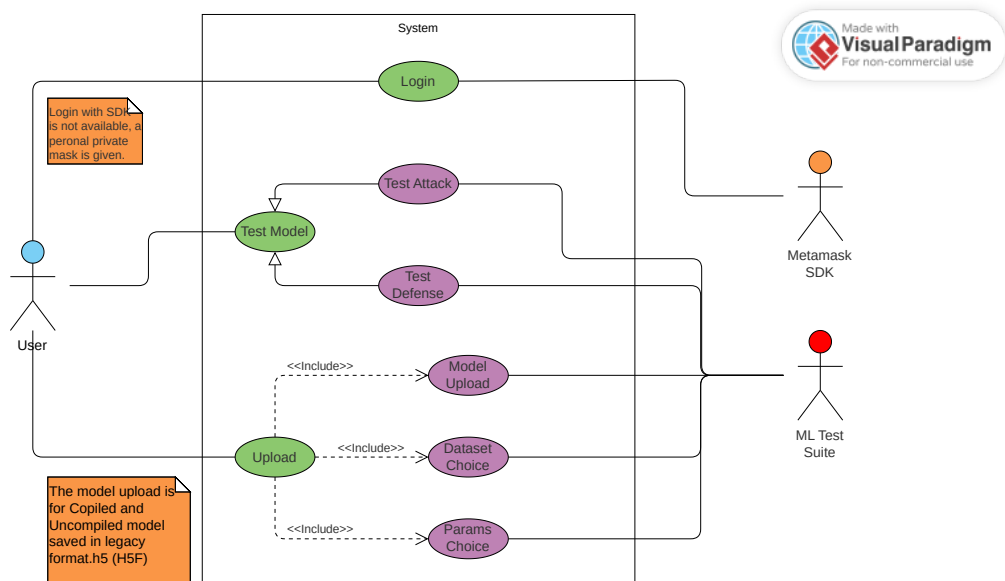 System
Made with
Visual Paradigm
For non-commercial use
Login
Login with SDK
is not available, a
peronal private
mask is given.
Test Attack
Test Model
Test
Defense
User
Metamask
SDK
<<Include>>
Model
Upload
<<Include>>
Upload
Dataset
Choice
ML Test
Suite
The model upload is
for Copiled and
Uncompiled model
saved in legacy
format.h5 (H5F)
<<Include>>
Params
Choice